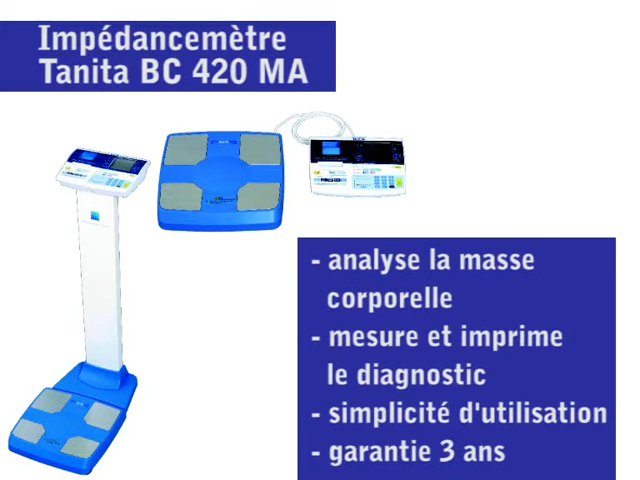 Impédancemètre
Tanita BC 420 MA
- analyse la masse
corporelle
- mesure et imprime
le diagnostic
- simplicité d'utilisation
- garantie 3 ans